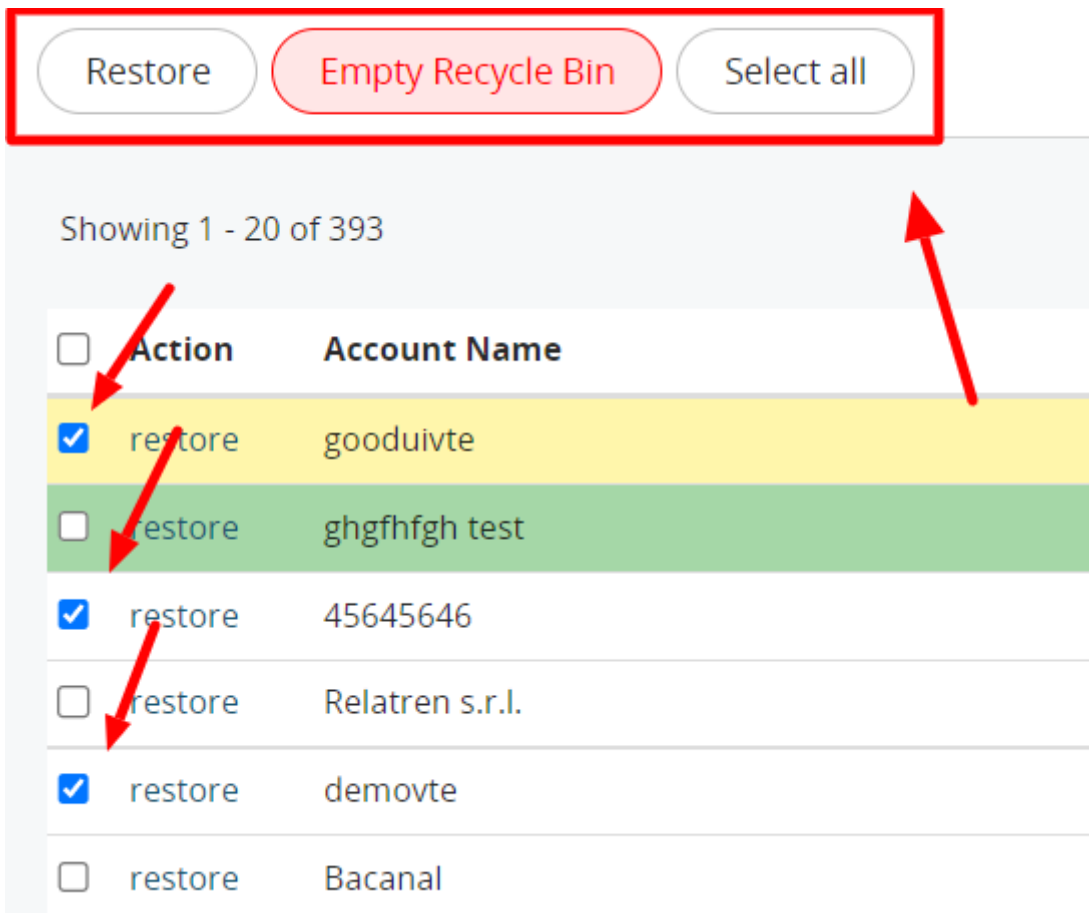 Restore Empty Recycle Bin Select all
Showing 1 - 20 of 393
Action Account Name
restore gooduivte
restore ghgfhfgh test
restore 45645646
restore Relatren s.r.l.
restore demovte
restore Bacanal